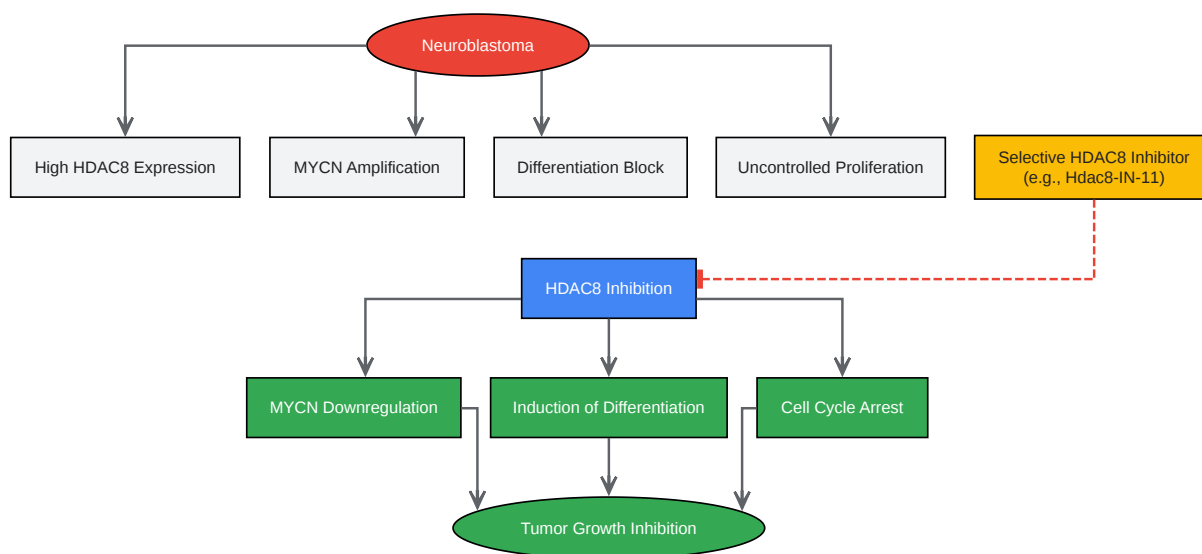 Neuroblastoma
High HDAC8 Expression
MYCN Amplification
Differentiation Block
Uncontrolled Proliferation
Selective HDAC8 Inhibitor
(e.g., Hdac8-IN-11)
HDAC8 Inhibition
MYCN Downregulation
Induction of Differentiation
Cell Cycle Arrest
Tumor Growth Inhibition